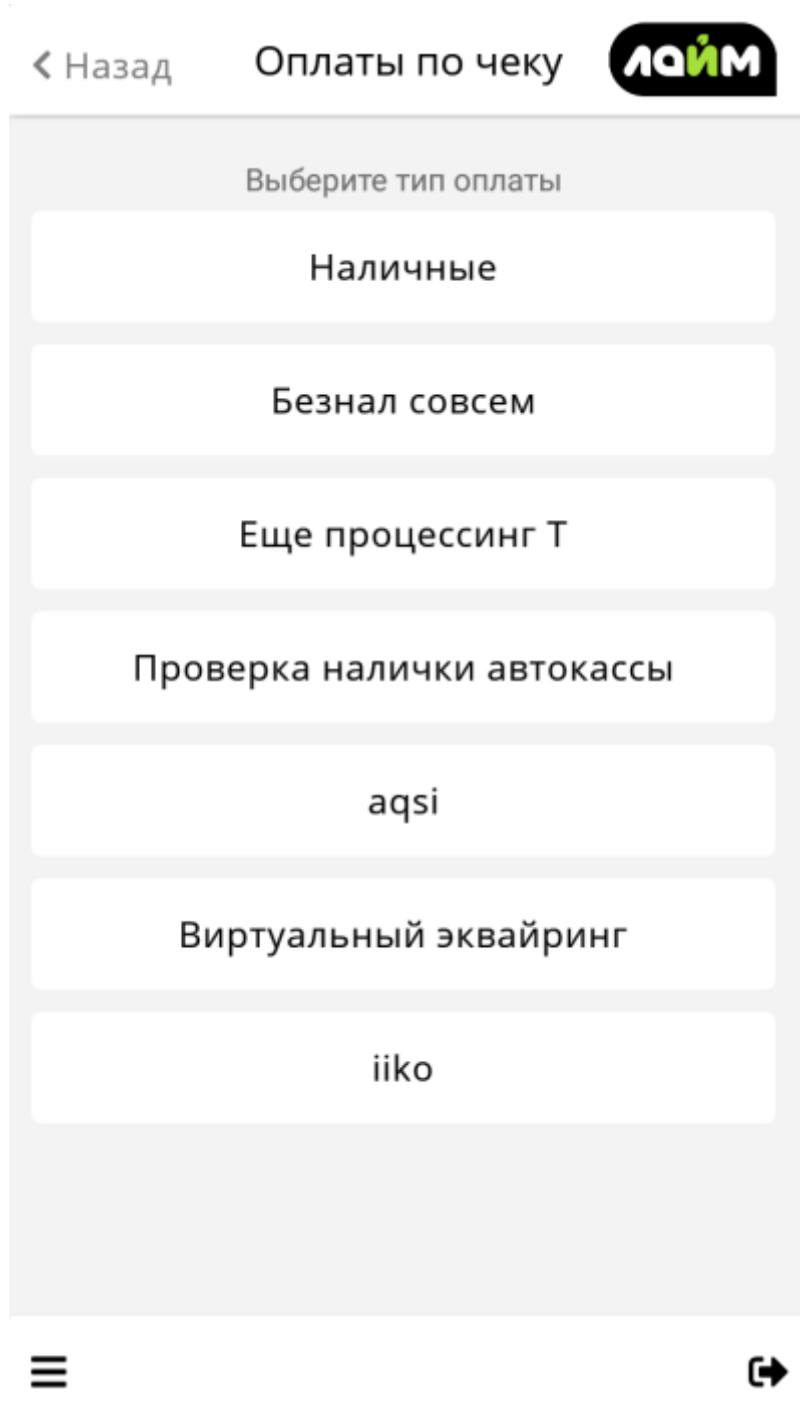 Назад
Оплаты по чеку
лайм
Выберите тип оплаты
Наличные
Безнал совсем
Еще процессинг Т
Проверка налички автокассы
aqsi
Виртуальный эквайринг
iiko